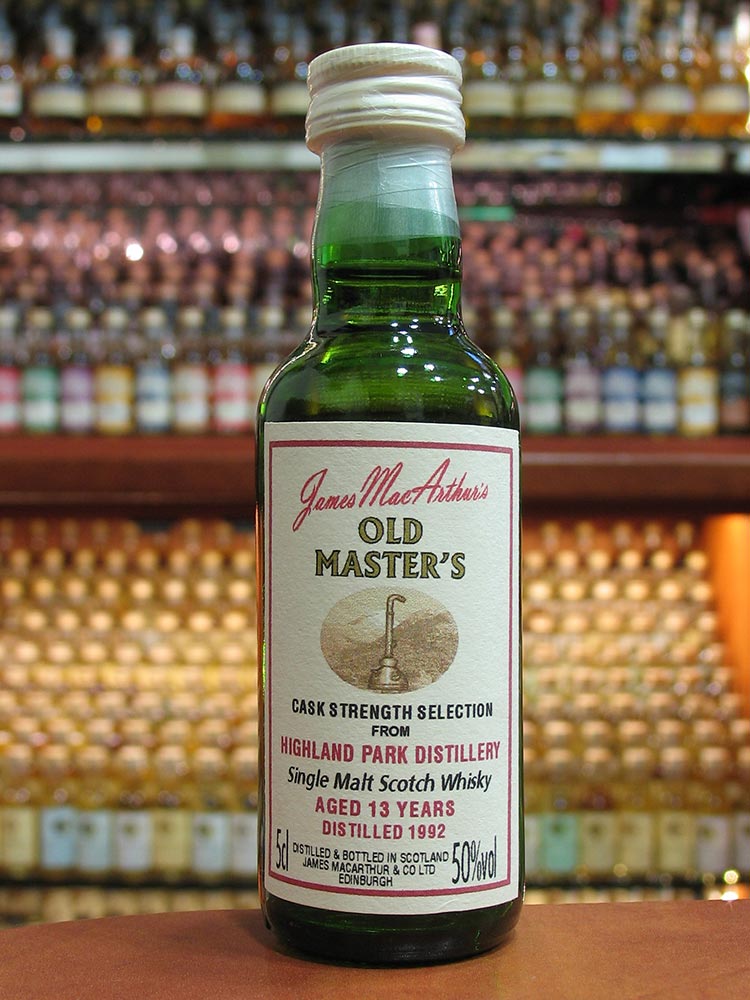 James MacArthur's
OLD
MASTER'S
CASK STRENGTH SELECTION
FROM
HIGHLAND PARK DISTILLERY
Single Malt Scotch Whisky
AGED 13 YEARS
DISTILLED 1992
5cl DISTILLED & BOTTLED IN SCOTLAND 50%vol
JAMES MACARTHUR & CO LTD
EDINBURGH